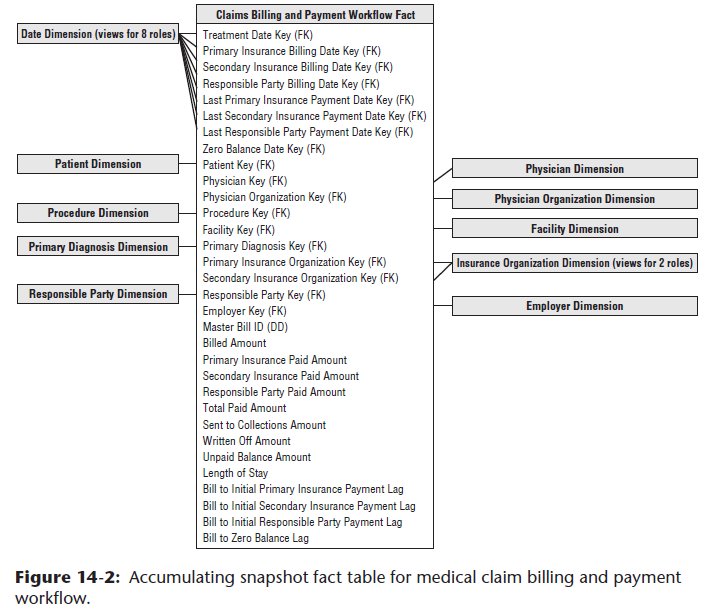 Claims Billing and Payment Workflow Fact
Date Dimension (views for 8 roles)
Treatment Date Key (FK)
Primary Insurance Billing Date Key (FK)
Secondary Insurance Billing Date Key (FK)
Responsible Party Billing Date Key (FK)
Last Primary Insurance Payment Date Key (FK)
Last Secondary Insurance Payment Date Key (FK)
Last Responsible Party Payment Date Key (FK)
Zero Balance Date Key (FK)
Patient Dimension
Patient Key (FK)
Physician Dimension
Physician Key (FK)
Physician Organization Dimension
Physician Organization Key (FK)
Procedure Dimension
Procedure Key (FK)
Facility Dimension
Facility Key (FK)
Primary Diagnosis Dimension
Primary Diagnosis Key (FK)
Insurance Organization Dimension (views for 2 roles)
Primary Insurance Organization Key (FK)
Secondary Insurance Organization Key (FK)
Responsible Party Dimension
Responsible Party Key (FK)
Employer Dimension
Employer Key (FK)
Master Bill ID (DD)
Billed Amount
Primary Insurance Paid Amount
Secondary Insurance Paid Amount
Responsible Party Paid Amount
Total Paid Amount
Sent to Collections Amount
Written Off Amount
Unpaid Balance Amount
Length of Stay
Bill to Initial Primary Insurance Payment Lag
Bill to Initial Secondary Insurance Payment Lag
Bill to Initial Responsible Party Payment Lag
Bill to Zero Balance Lag
Figure 14-2: Accumulating snapshot fact table for medical claim billing and payment
workflow.